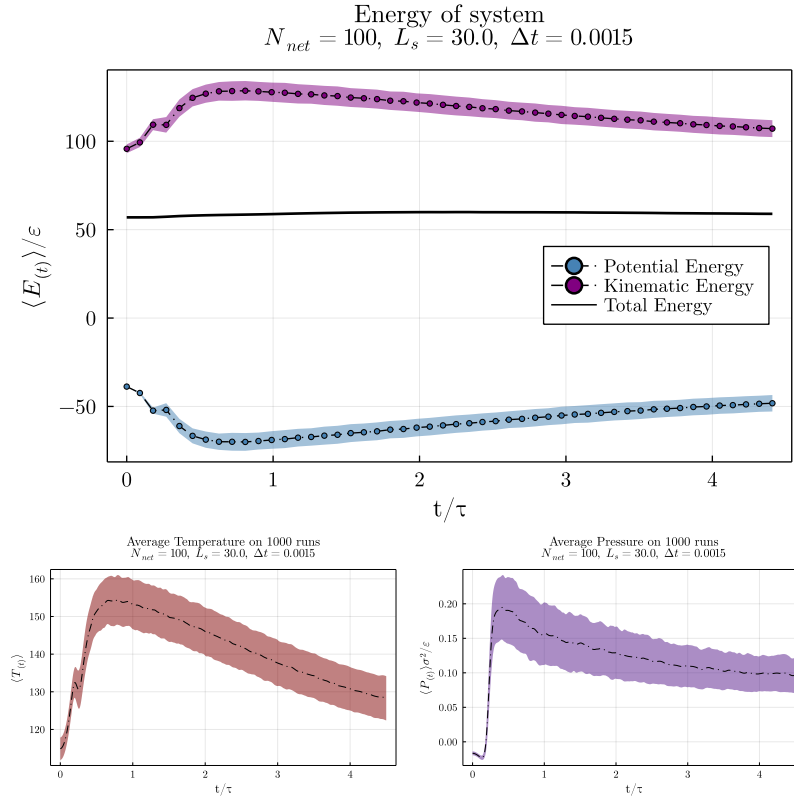 Energy of system
N_net = 100, L_s = 30.0, Δt = 0.0015
⟨E_(t)⟩/ε
100
50
0
−50
Potential Energy
Kinematic Energy
Total Energy
0 1 2 3 4
t/τ
Average Temperature on 1000 runs
N_net = 100, L_s = 30.0, Δt = 0.0015
⟨T_(t)⟩
160
150
140
130
120
0 1 2 3 4
t/τ
Average Pressure on 1000 runs
N_net = 100, L_s = 30.0, Δt = 0.0015
⟨P_(t)⟩σ²/ε
0.20
0.15
0.10
0.05
0.00
0 1 2 3 4
t/τ